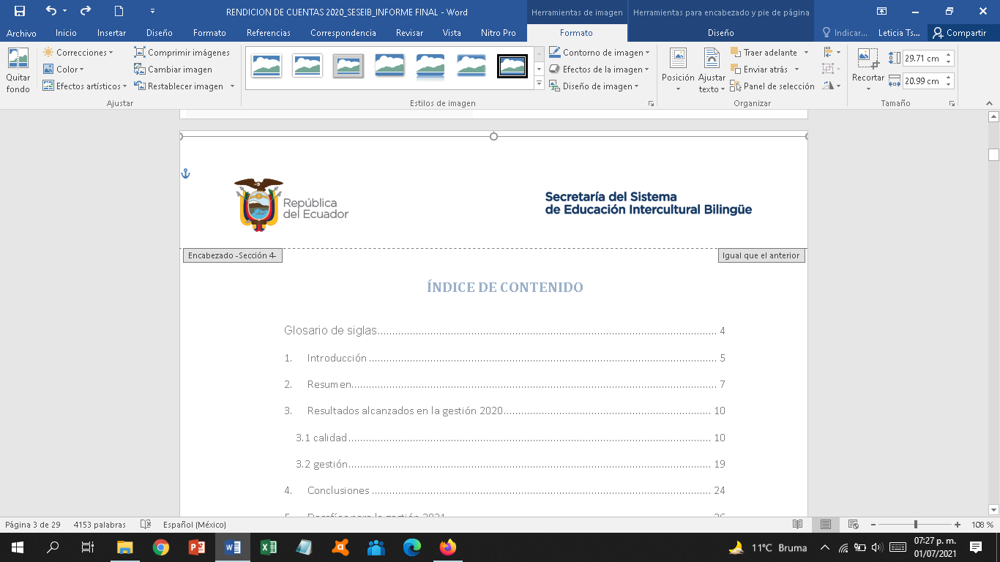 RENDICION DE CUENTAS 2020_SESEIB_INFORME FINAL - Word
Herramientas de imagen
Herramientas para encabezado y pie de página
Archivo Inicio Insertar Diseño Formato Referencias Correspondencia Revisar Vista Nitro Pro Formato Diseño Indicar... Leticia Ts... Compartir
Quitar fondo
Correcciones
Color
Efectos artísticos
Comprimir imágenes
Cambiar imagen
Restablecer imagen
Ajustar
Estilos de imagen
Contorno de imagen
Efectos de la imagen
Diseño de imagen
Posición
Ajustar texto
Traer adelante
Enviar atrás
Panel de selección
Organizar
Recortar
29.71 cm
20.99 cm
Tamaño
República
del Ecuador
Secretaría del Sistema
de Educación Intercultural Bilingüe
Encabezado -Sección 4-
Igual que el anterior
ÍNDICE DE CONTENIDO
Glosario de siglas 4
1. Introducción 5
2. Resumen 7
3. Resultados alcanzados en la gestión 2020 10
3.1 calidad 10
3.2 gestión 19
4. Conclusiones 24
5. Desafíos para la gestión 2021 26
Página 3 de 29 4153 palabras Español (México) 108 %
11°C Bruma
07:27 p. m.
01/07/2021